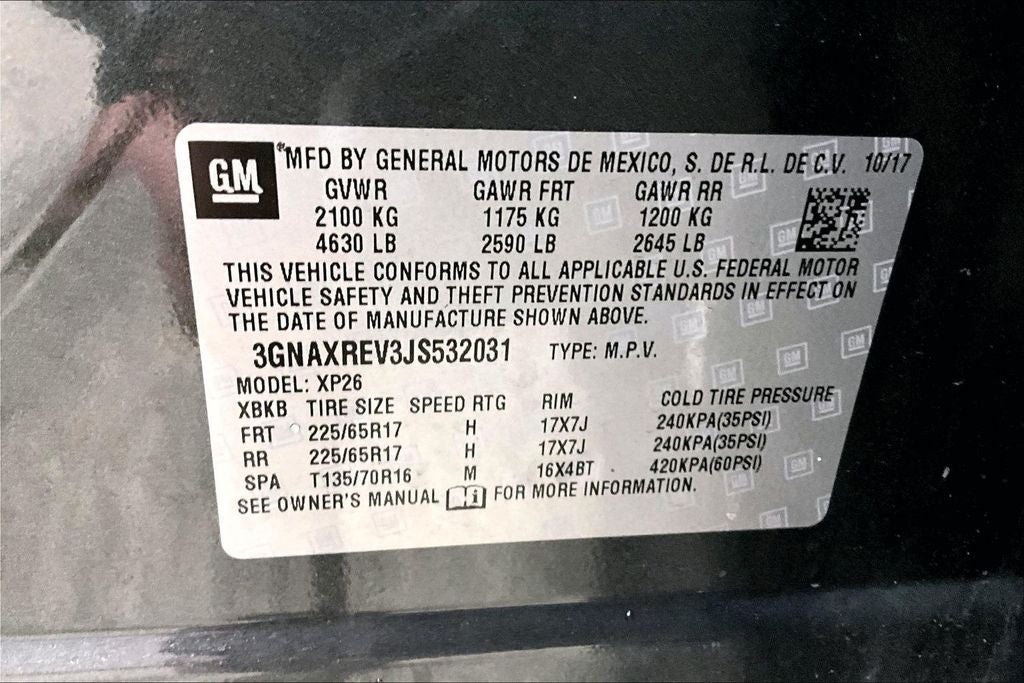 GM
MFD BY GENERAL MOTORS DE MEXICO, S. DE R.L. DE C.V. 10/17
GVWR GAWR FRT GAWR RR
2100 KG 1175 KG 1200 KG
4630 LB 2590 LB 2645 LB
THIS VEHICLE CONFORMS TO ALL APPLICABLE U.S. FEDERAL MOTOR
VEHICLE SAFETY AND THEFT PREVENTION STANDARDS IN EFFECT ON
THE DATE OF MANUFACTURE SHOWN ABOVE.
3GNAXREV3JS532031 TYPE: M.P.V.
MODEL: XP26
XBKB TIRE SIZE SPEED RTG RIM COLD TIRE PRESSURE
FRT 225/65R17 H 17X7J 240KPA(35PSI)
RR 225/65R17 H 17X7J 240KPA(35PSI)
SPA T135/70R16 M 16X4BT 420KPA(60PSI)
SEE OWNER'S MANUAL i FOR MORE INFORMATION.